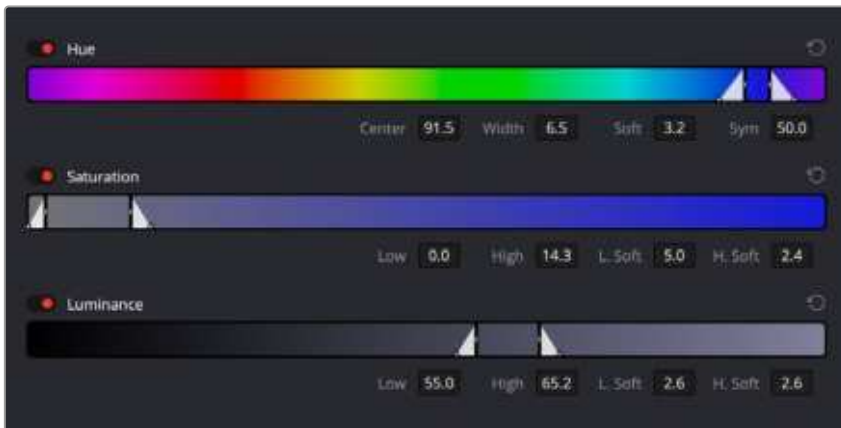 Hue
Center 91.5 Width 6.5 Soft 3.2 Sym 50.0
Saturation
Low 0.0 High 14.3 L. Soft 5.0 H. Soft 2.4
Luminance
Low 55.0 High 65.2 L. Soft 2.6 H. Soft 2.6